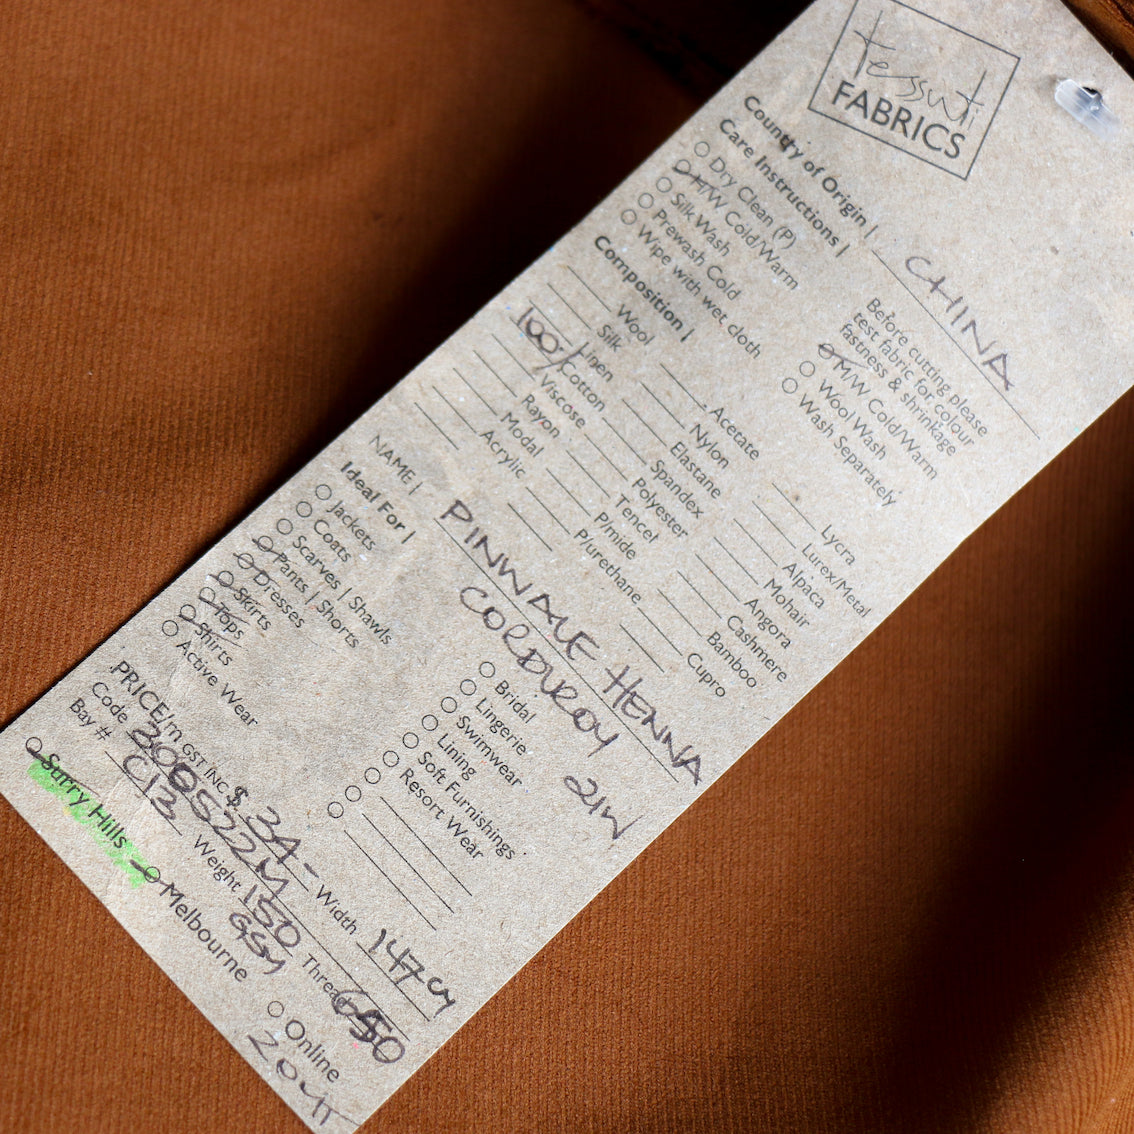 tessuti
FABRICS
Country of Origin | CHINA
Care Instructions |
Dry Clean (P)
H/W Cold/Warm
Silk Wash
Prewash Cold
Wipe with wet cloth
Before cutting please
test fabric for colour
fastness & shrinkage
M/W Cold/Warm
Wool Wash
Wash Separately
Composition |
Wool
Silk
Linen
100% Cotton
Viscose
Rayon
Modal
Acrylic
Acetate
Nylon
Elastane
Spandex
Polyester
Tencet
P/mide
P/urethane
Lycra
Lurex/Metal
Alpaca
Mohair
Angora
Cashmere
Bamboo
Cupro
NAME | PINWALE HENNA
CORDUROY 21W
Ideal For |
Jackets
Coats
Scarves | Shawls
Pants | Shorts
Dresses
Skirts
Tops
Shirts
Active Wear
Bridal
Lingerie
Swimwear
Lining
Soft Furnishings
Resort Wear
PRICE/m GST INC $ 34- Width 147cm
Code Weight 150 GSM
Bay # C13
Surry Hills Melbourne Online